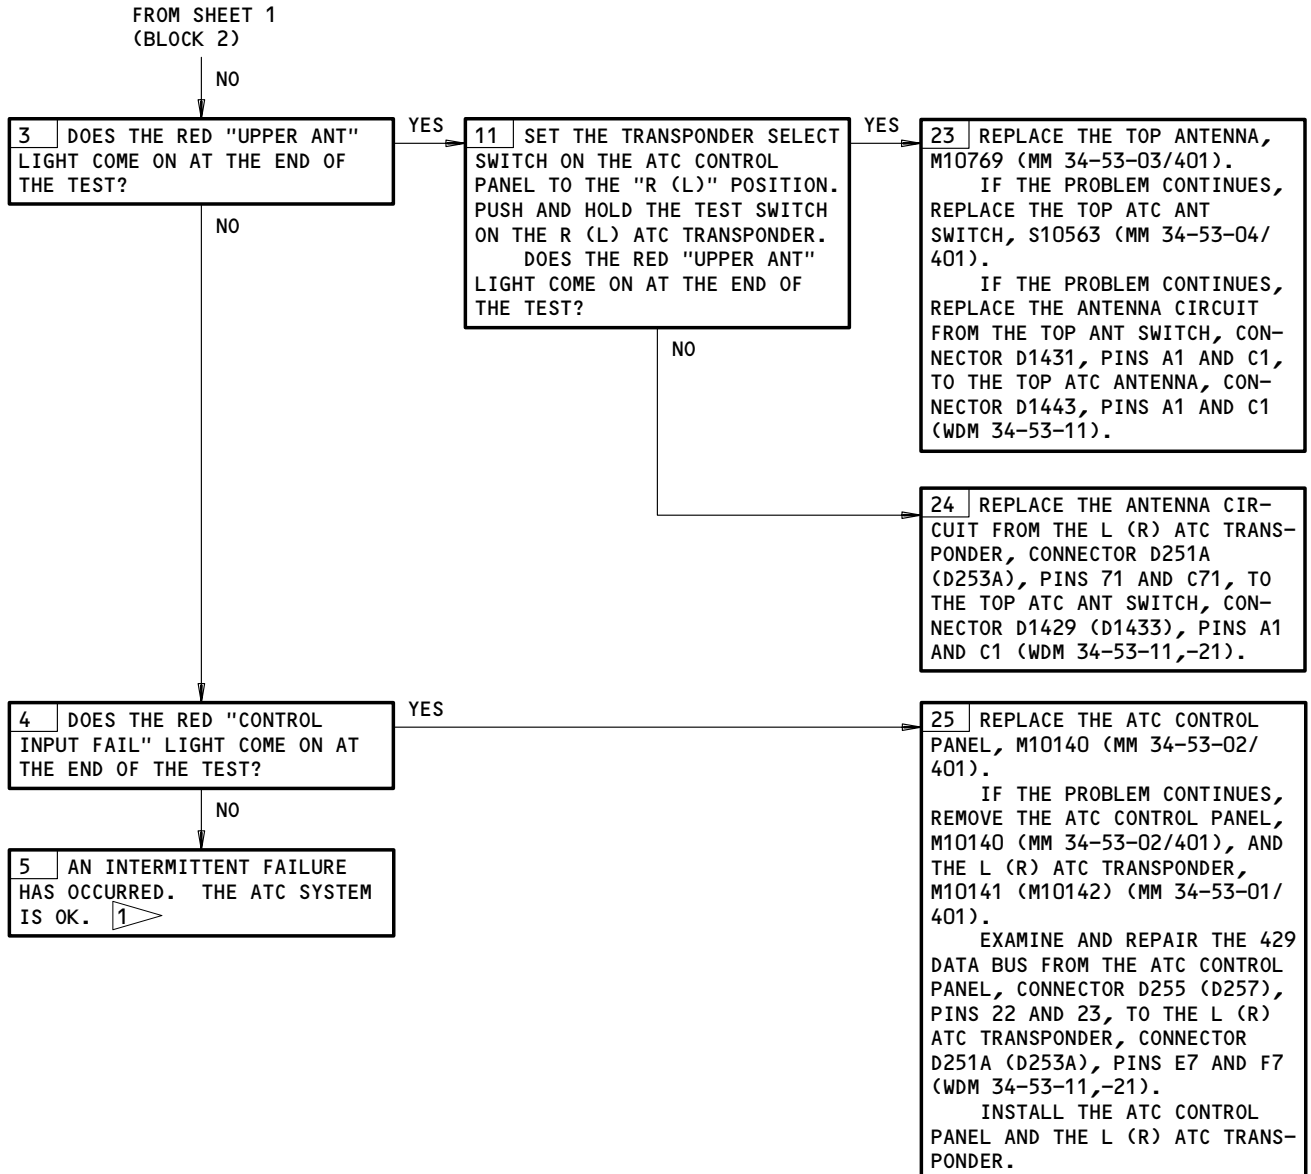 FROM SHEET 1
(BLOCK 2)
NO
3 DOES THE RED "UPPER ANT"
LIGHT COME ON AT THE END OF
THE TEST?
YES
NO
11 SET THE TRANSPONDER SELECT
SWITCH ON THE ATC CONTROL
PANEL TO THE "R (L)" POSITION.
PUSH AND HOLD THE TEST SWITCH
ON THE R (L) ATC TRANSPONDER.
DOES THE RED "UPPER ANT"
LIGHT COME ON AT THE END OF
THE TEST?
YES
NO
23 REPLACE THE TOP ANTENNA,
M10769 (MM 34-53-03/401).
IF THE PROBLEM CONTINUES,
REPLACE THE TOP ATC ANT
SWITCH, S10563 (MM 34-53-04/
401).
IF THE PROBLEM CONTINUES,
REPLACE THE ANTENNA CIRCUIT
FROM THE TOP ANT SWITCH, CON-
NECTOR D1431, PINS A1 AND C1,
TO THE TOP ATC ANTENNA, CON-
NECTOR D1443, PINS A1 AND C1
(WDM 34-53-11).
24 REPLACE THE ANTENNA CIR-
CUIT FROM THE L (R) ATC TRANS-
PONDER, CONNECTOR D251A
(D253A), PINS 71 AND C71, TO
THE TOP ATC ANT SWITCH, CON-
NECTOR D1429 (D1433), PINS A1
AND C1 (WDM 34-53-11,-21).
4 DOES THE RED "CONTROL
INPUT FAIL" LIGHT COME ON AT
THE END OF THE TEST?
YES
NO
5 AN INTERMITTENT FAILURE
HAS OCCURRED. THE ATC SYSTEM
IS OK. 1
25 REPLACE THE ATC CONTROL
PANEL, M10140 (MM 34-53-02/
401).
IF THE PROBLEM CONTINUES,
REMOVE THE ATC CONTROL PANEL,
M10140 (MM 34-53-02/401), AND
THE L (R) ATC TRANSPONDER,
M10141 (M10142) (MM 34-53-01/
401).
EXAMINE AND REPAIR THE 429
DATA BUS FROM THE ATC CONTROL
PANEL, CONNECTOR D255 (D257),
PINS 22 AND 23, TO THE L (R)
ATC TRANSPONDER, CONNECTOR
D251A (D253A), PINS E7 AND F7
(WDM 34-53-11,-21).
INSTALL THE ATC CONTROL
PANEL AND THE L (R) ATC TRANS-
PONDER.